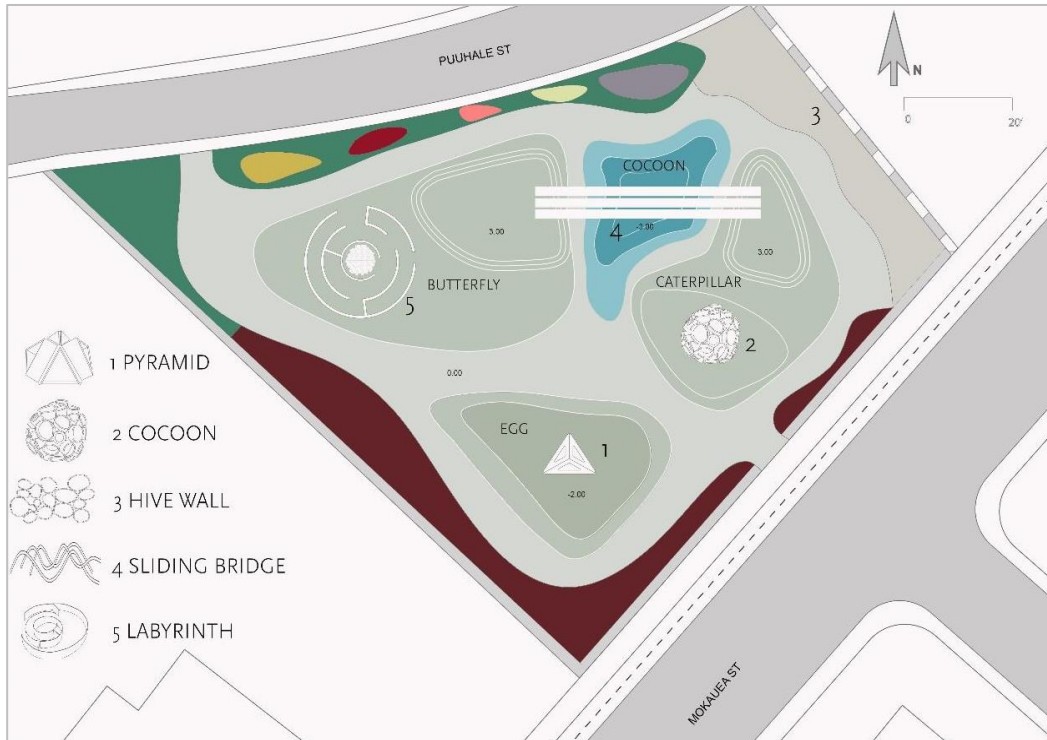 PUUHALE ST
N
0
20'
3
COCOON
4
-2.00
3.00
3.00
BUTTERFLY
5
CATERPILLAR
2
0.00
EGG
1
-2.00
1 PYRAMID
2 COCOON
3 HIVE WALL
4 SLIDING BRIDGE
5 LABYRINTH
MOKAUEA ST